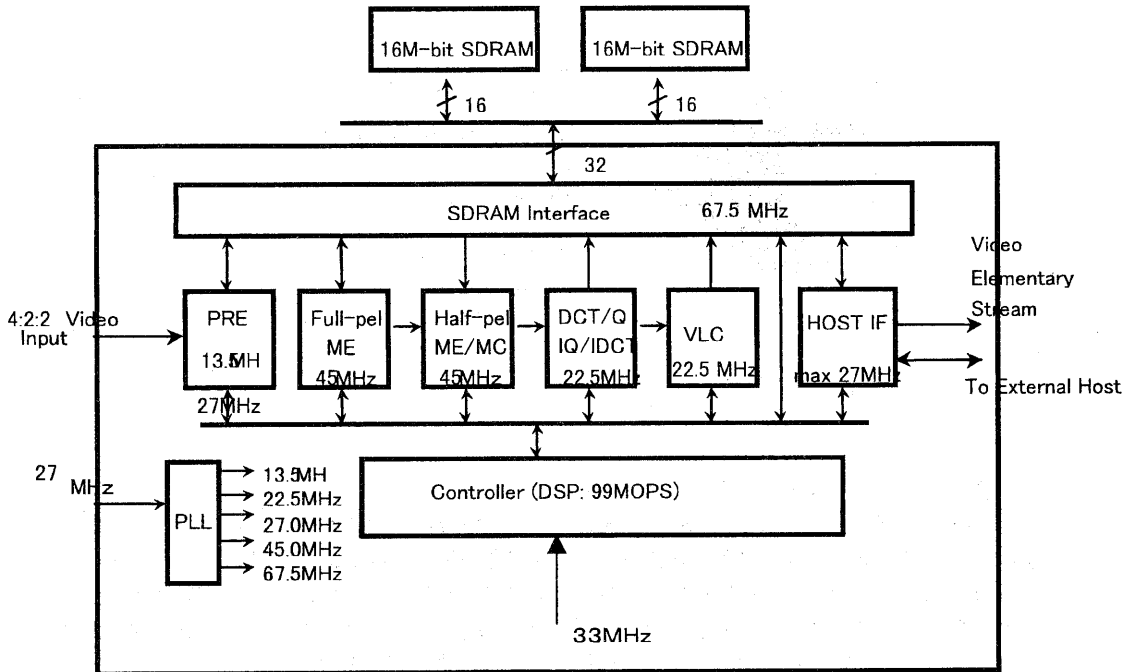 16M-bit SDRAM
16M-bit SDRAM
16
16
32
SDRAM Interface
67.5 MHz
4:2:2 Video
Input
PRE
13.5MH
27MHz
Full-pel
ME
45MHz
Half-pel
ME/MC
45MHz
DCT/Q
IQ/IDCT
22.5MHz
VLC
22.5 MHz
HOST IF
max 27MHz
Video
Elementary
Stream
To External Host
27
MHz
PLL
13.5MH
22.5MHz
27.0MHz
45.0MHz
67.5MHz
Controller (DSP: 99MOPS)
33MHz